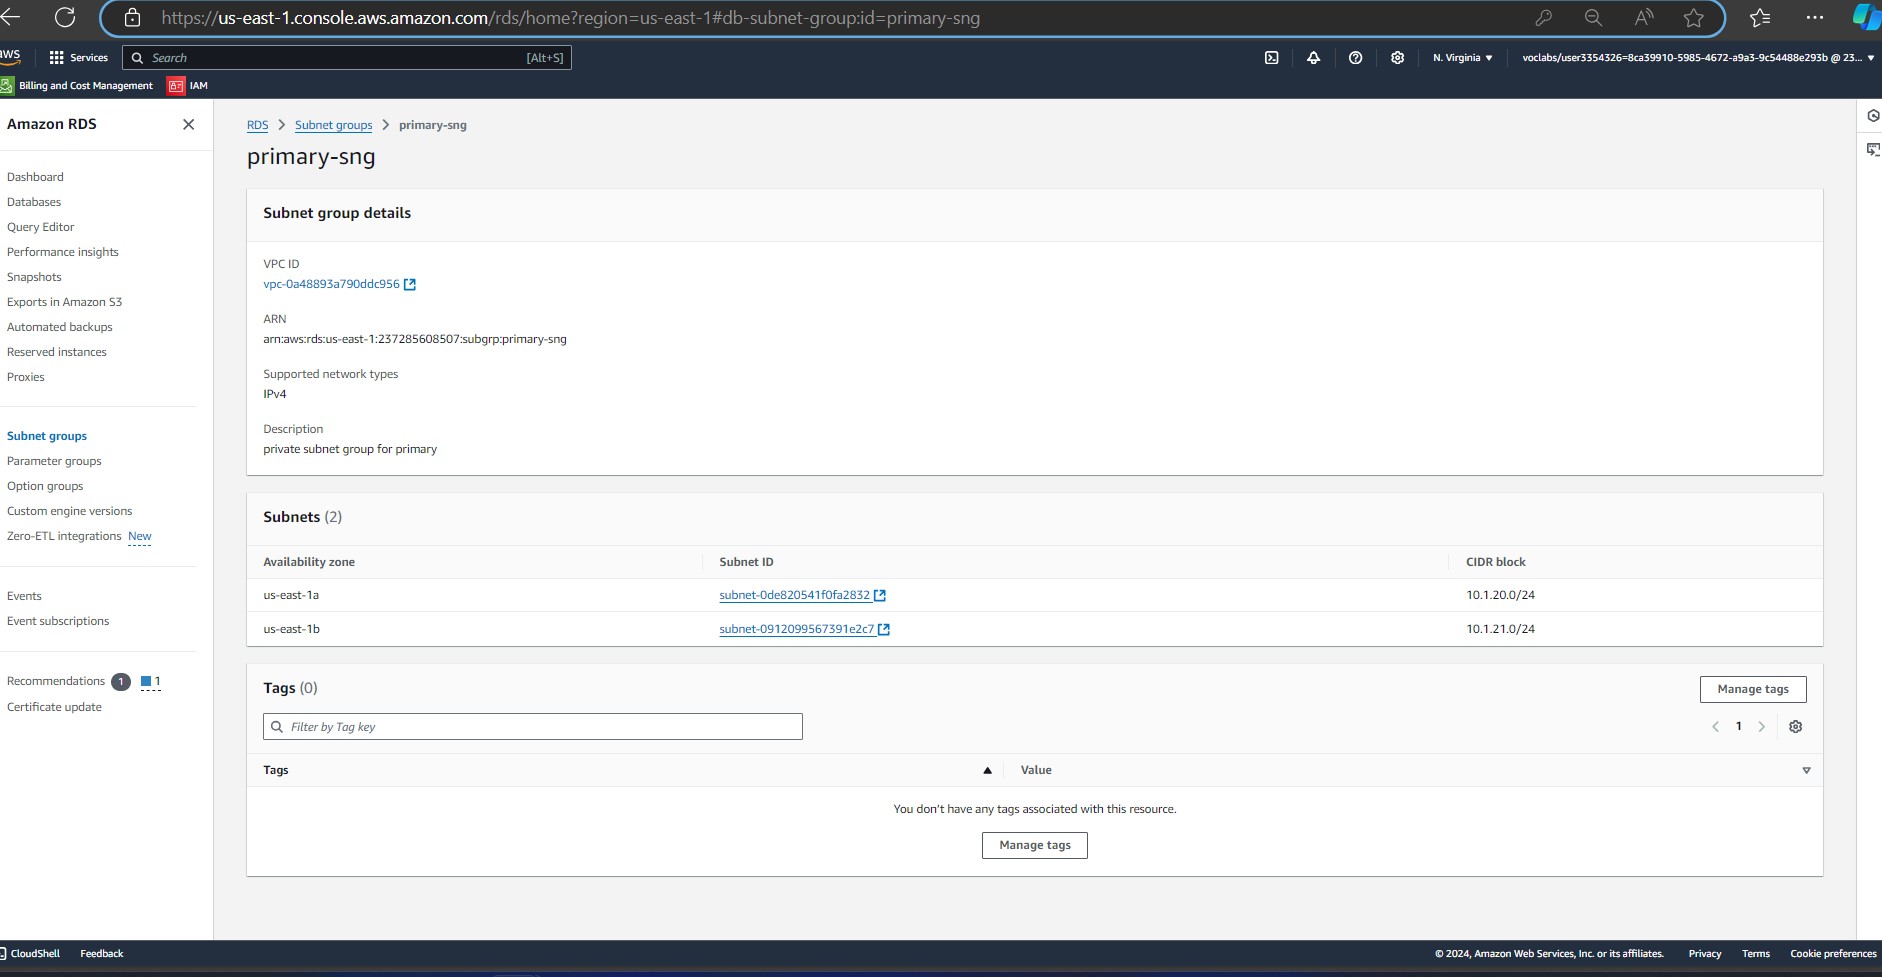 https://us-east-1.console.aws.amazon.com/rds/home?region=us-east-1#db-subnet-group:id=primary-sng
aws
Services
Search
[Alt+S]
N. Virginia
voclabs/user3354326=8ca39910-5985-4672-a9a3-9c54488e293b @ 23...
Billing and Cost Management
IAM
Amazon RDS
Dashboard
Databases
Query Editor
Performance insights
Snapshots
Exports in Amazon S3
Automated backups
Reserved instances
Proxies
Subnet groups
Parameter groups
Option groups
Custom engine versions
Zero-ETL integrations New
Events
Event subscriptions
Recommendations 1 1
Certificate update
RDS > Subnet groups > primary-sng
primary-sng
Subnet group details
VPC ID
vpc-0a48893a790ddc956
ARN
arn:aws:rds:us-east-1:237285608507:subgrp:primary-sng
Supported network types
IPv4
Description
private subnet group for primary
Subnets (2)
Availability zone Subnet ID CIDR block
us-east-1a subnet-0de820541f0fa2832 10.1.20.0/24
us-east-1b subnet-0912099567391e2c7 10.1.21.0/24
Tags (0)
Manage tags
Filter by Tag key
1
Tags Value
You don't have any tags associated with this resource.
Manage tags
CloudShell Feedback
© 2024, Amazon Web Services, Inc. or its affiliates. Privacy Terms Cookie preferences